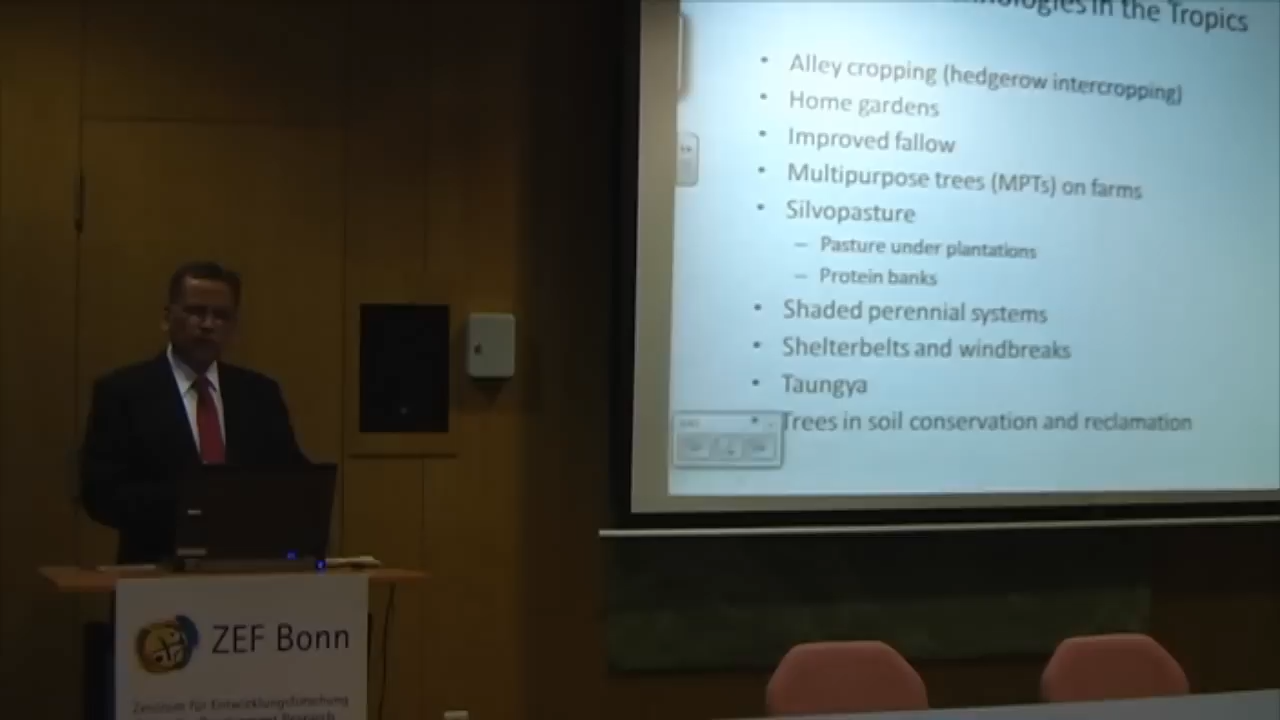 in the Tropics
• Alley cropping (hedgerow intercropping)
• Home gardens
• Improved fallow
• Multipurpose trees (MPTs) on farms
• Silvopasture
– Pasture under plantations
– Protein banks
• Shaded perennial systems
• Shelterbelts and windbreaks
• Taungya
Trees in soil conservation and reclamation
ZEF Bonn
Zentrum für Entwicklungsforschung